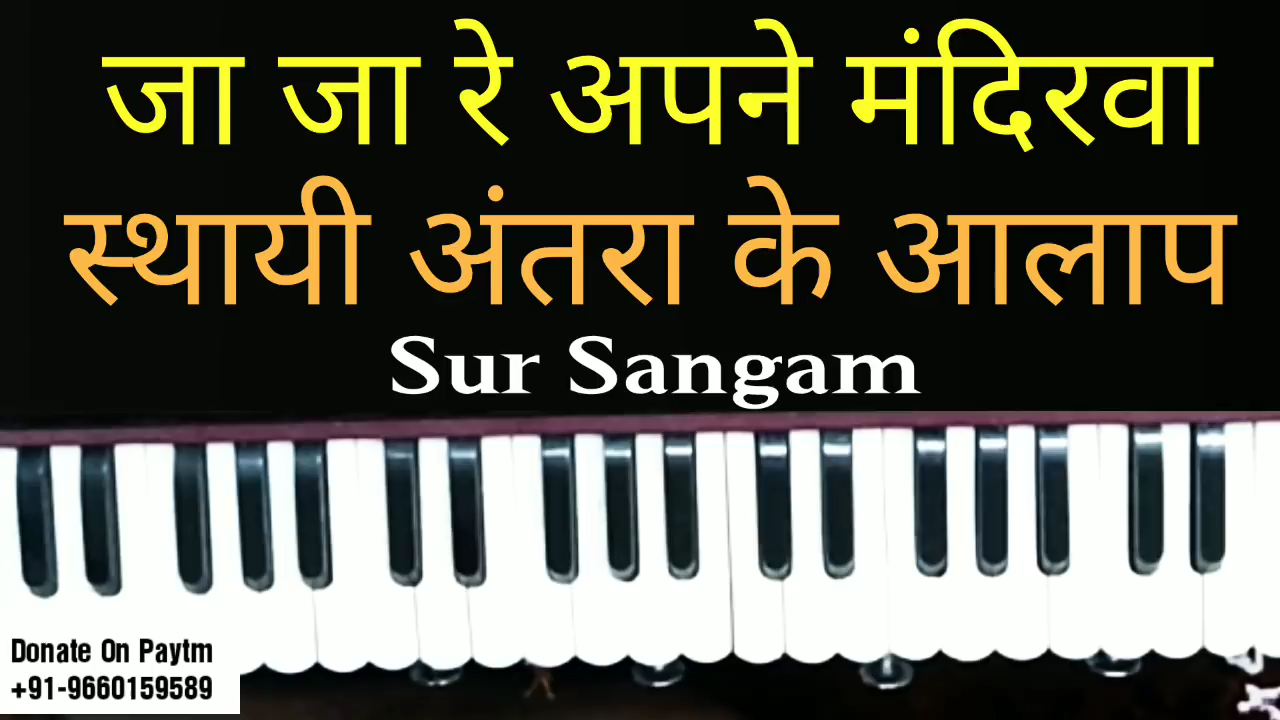 जा जा रे अपने मंदिरवा
स्थायी अंतरा के आलाप
Sur Sangam
Donate On Paytm
+91-9660159589